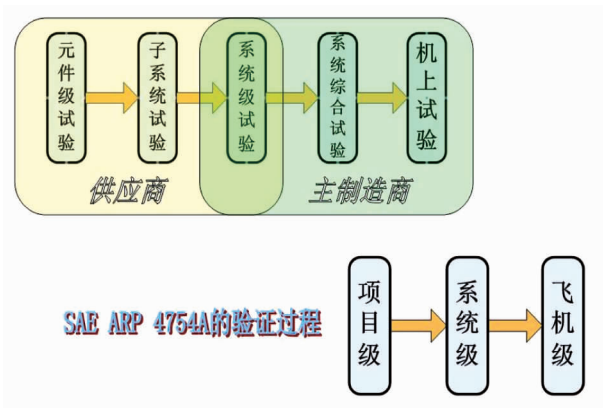 元件级试验
子系统试验
系统级试验
系统综合试验
机上试验
供应商
主制造商
SAE ARP 4754A的验证过程
项目级
系统级
飞机级